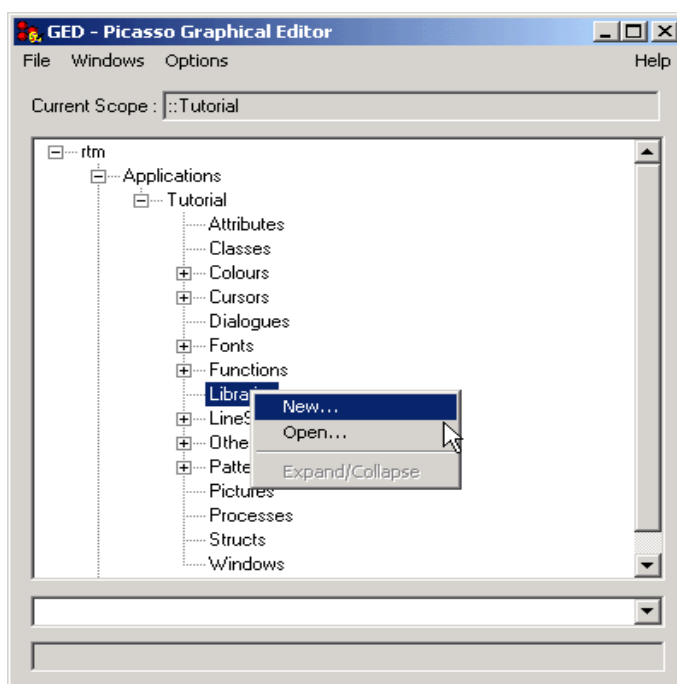 GED - Picasso Graphical Editor
File Windows Options Help
Current Scope : ::Tutorial
rtm
Applications
Tutorial
Attributes
Classes
Colours
Cursors
Dialogues
Fonts
Functions
New...
Open...
Expand/Collapse
Pictures
Processes
Structs
Windows